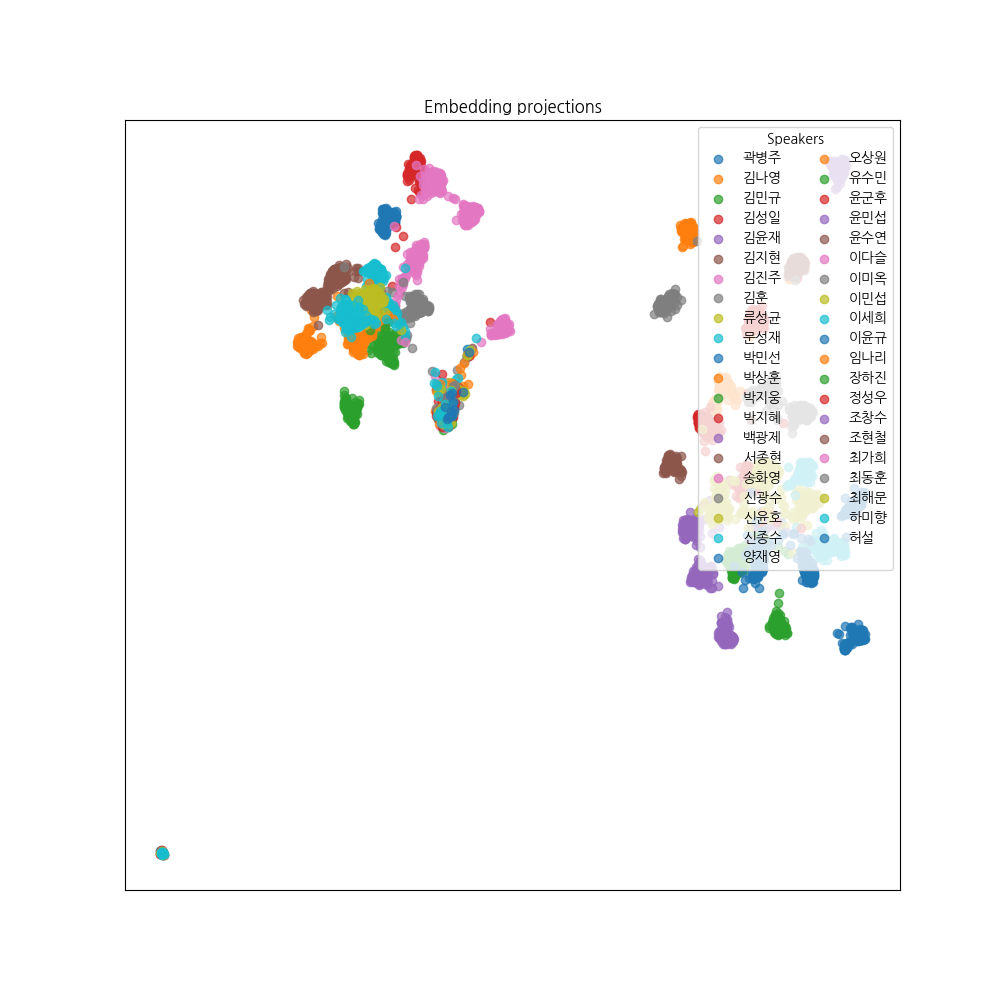 Embedding projections
Speakers
곽병주
김나영
김민규
김성일
김윤재
김지현
김진주
김훈
류성균
문성재
박민선
박상훈
박지웅
박지혜
백광제
서종현
송화영
신광수
신윤호
신종수
양재영
오상원
유수민
윤군후
윤민섭
윤수연
이다슬
이미옥
이민섭
이세희
이윤규
임나리
장하진
정성우
조창수
조현철
최가희
최동훈
최해문
하미향
허설